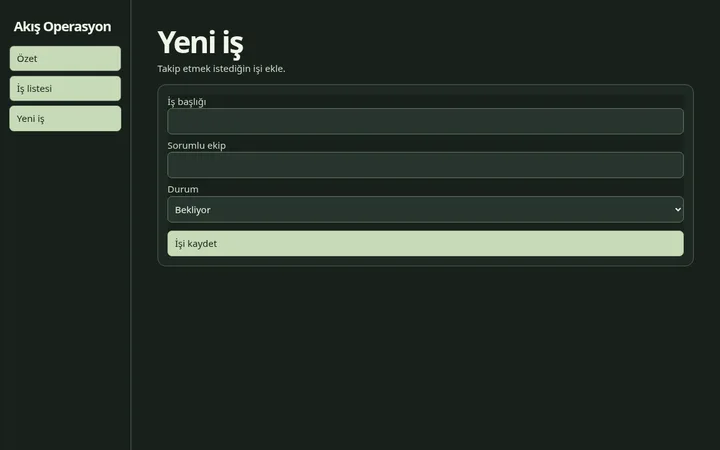 Akış Operasyon
Özet
İş listesi
Yeni iş
Yeni iş
Takip etmek istediğin işi ekle.
İş başlığı
Sorumlu ekip
Durum
Bekliyor
İşi kaydet